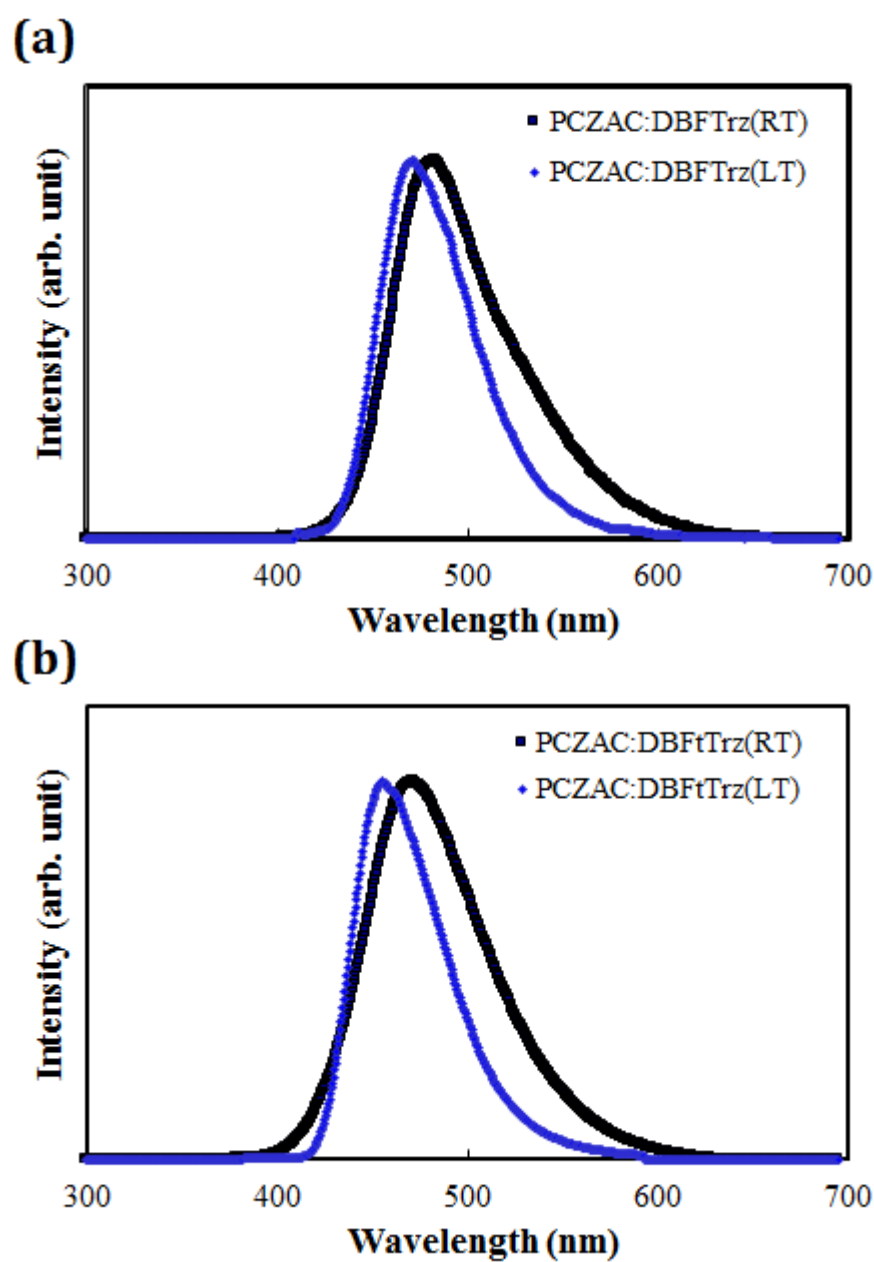 (a)
PCZAC:DBFTrz(RT)
PCZAC:DBFTrz(LT)
Intensity (arb. unit)
300 400 500 600 700
Wavelength (nm)
(b)
PCZAC:DBFtTrz(RT)
PCZAC:DBFtTrz(LT)
Intensity (arb. unit)
300 400 500 600 700
Wavelength (nm)